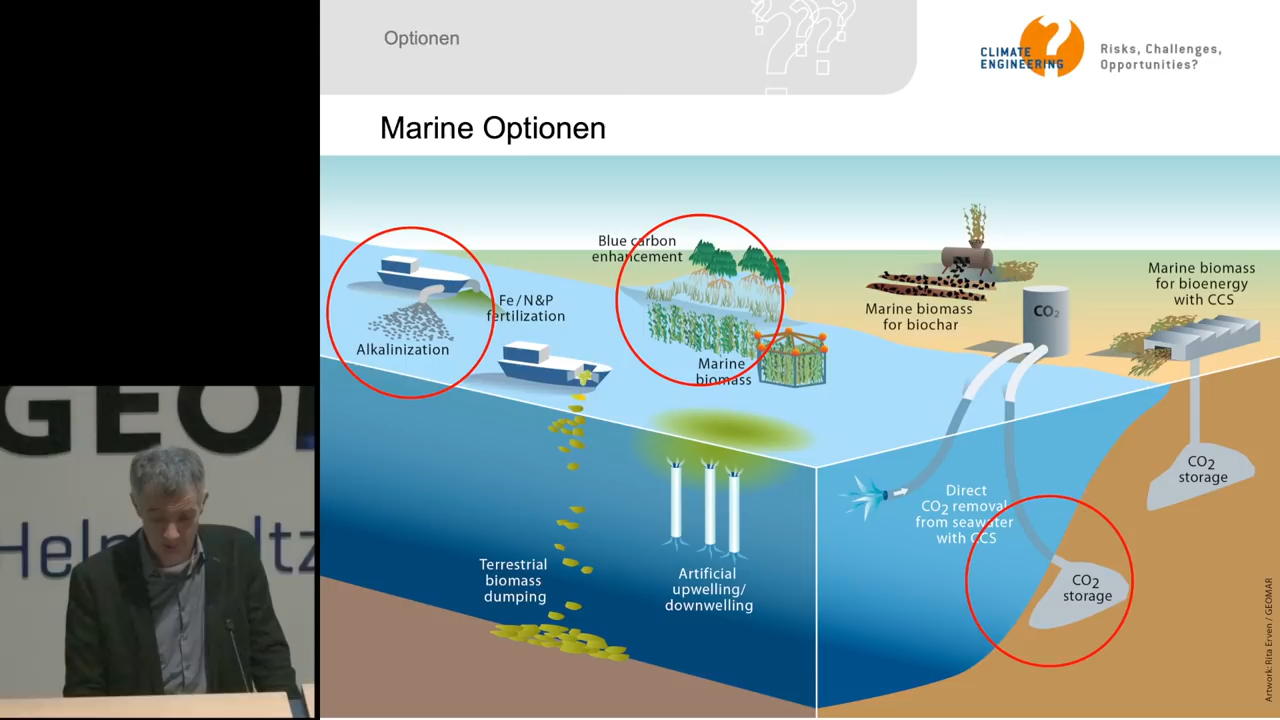 Optionen
CLIMATE
ENGINEERING
?
Risks, Challenges,
Opportunities?
Marine Optionen
Blue carbon
enhancement
Fe/N&P
fertilization
Alkalinization
Marine
biomass
Marine biomass
for biochar
CO2
Marine biomass
for bioenergy
with CCS
CO2
storage
Direct
CO2 removal
from seawater
with CCS
CO2
storage
Terrestrial
biomass
dumping
Artificial
upwelling/
downwelling
Artwork: Rita Erven / GEOMAR
GEO